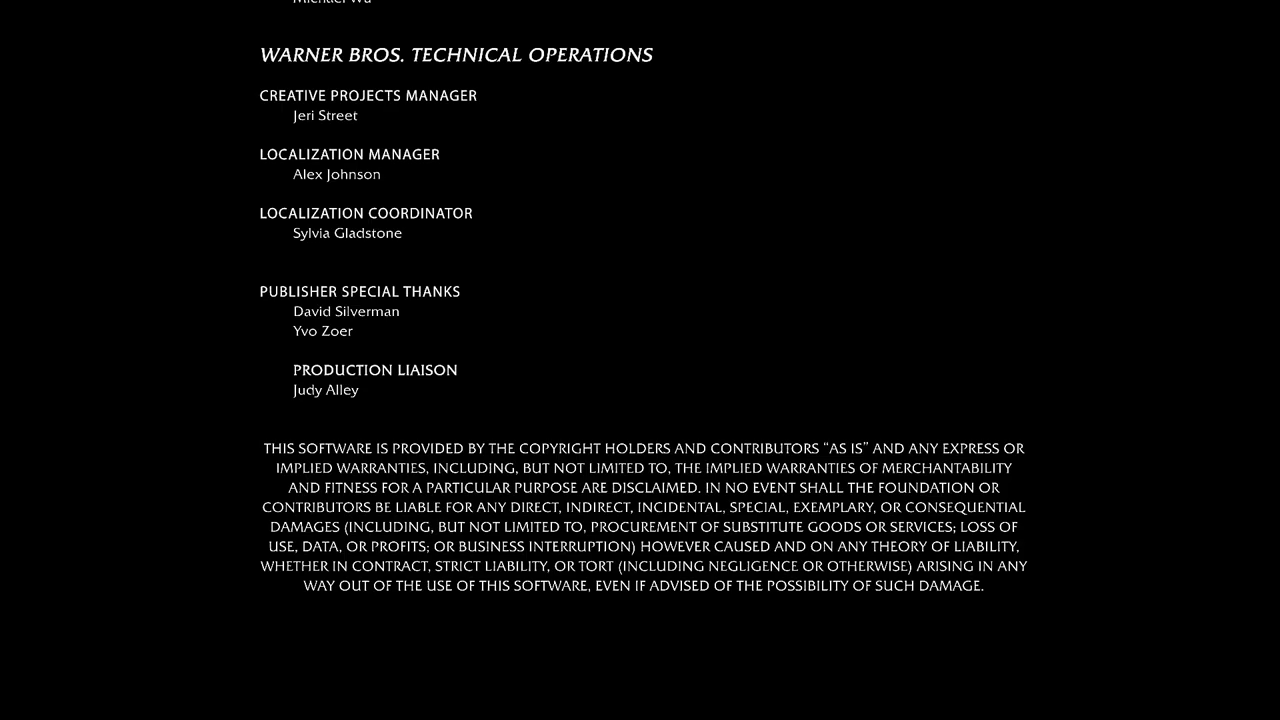 WARNER BROS. TECHNICAL OPERATIONS
CREATIVE PROJECTS MANAGER
Jeri Street
LOCALIZATION MANAGER
Alex Johnson
LOCALIZATION COORDINATOR
Sylvia Gladstone
PUBLISHER SPECIAL THANKS
David Silverman
Yvo Zoer
PRODUCTION LIAISON
Judy Alley
THIS SOFTWARE IS PROVIDED BY THE COPYRIGHT HOLDERS AND CONTRIBUTORS “AS IS” AND ANY EXPRESS OR
IMPLIED WARRANTIES, INCLUDING, BUT NOT LIMITED TO, THE IMPLIED WARRANTIES OF MERCHANTABILITY
AND FITNESS FOR A PARTICULAR PURPOSE ARE DISCLAIMED. IN NO EVENT SHALL THE FOUNDATION OR
CONTRIBUTORS BE LIABLE FOR ANY DIRECT, INDIRECT, INCIDENTAL, SPECIAL, EXEMPLARY, OR CONSEQUENTIAL
DAMAGES (INCLUDING, BUT NOT LIMITED TO, PROCUREMENT OF SUBSTITUTE GOODS OR SERVICES; LOSS OF
USE, DATA, OR PROFITS; OR BUSINESS INTERRUPTION) HOWEVER CAUSED AND ON ANY THEORY OF LIABILITY,
WHETHER IN CONTRACT, STRICT LIABILITY, OR TORT (INCLUDING NEGLIGENCE OR OTHERWISE) ARISING IN ANY
WAY OUT OF THE USE OF THIS SOFTWARE, EVEN IF ADVISED OF THE POSSIBILITY OF SUCH DAMAGE.